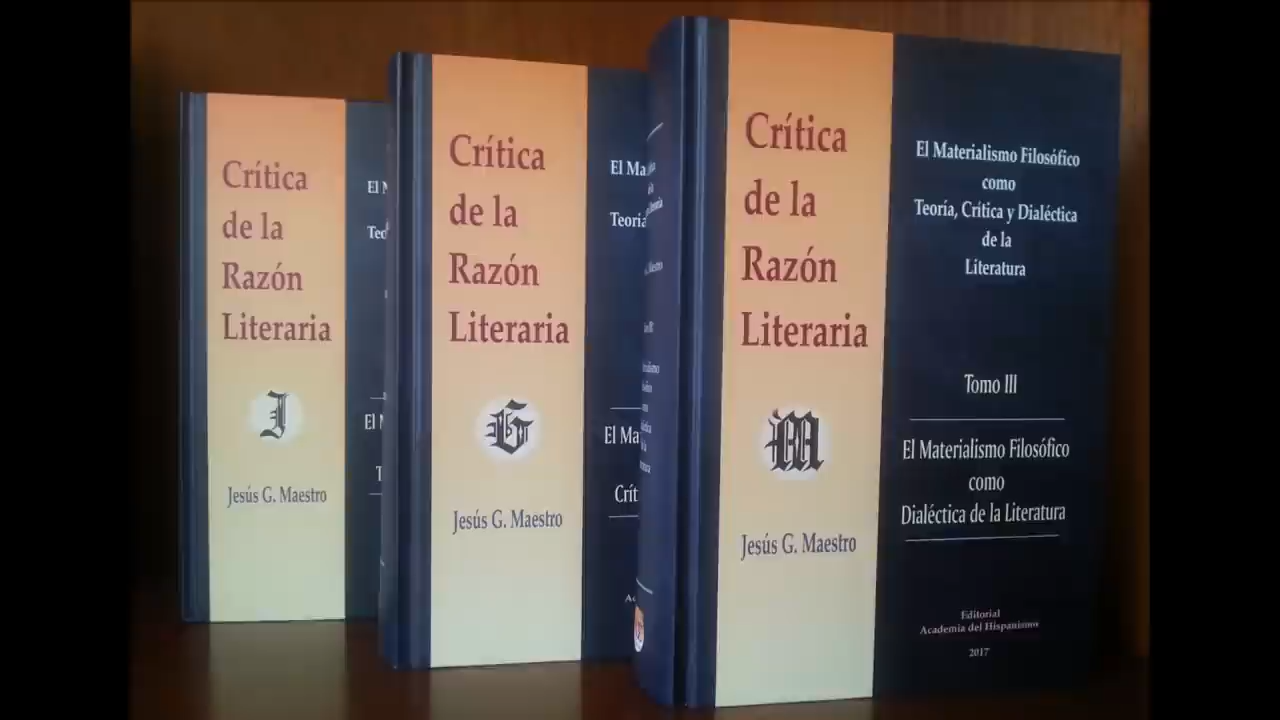 Crítica
de la
Razón
Literaria
J
Jesús G. Maestro
El
El
Crítica
de la
Razón
Literaria
G
Jesús G. Maestro
El
Teoría
El
Crít
Crítica
de la
Razón
Literaria
M
Jesús G. Maestro
El Materialismo Filosófico
como
Teoría, Crítica y Dialéctica
de la
Literatura
Tomo III
El Materialismo Filosófico
como
Dialéctica de la Literatura
Editorial
Academia del Hispanismo
2017